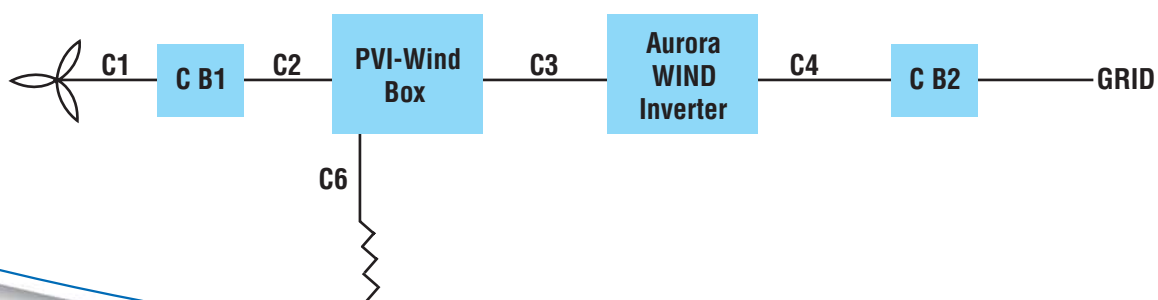 C1
C B1
C2
PVI-Wind
Box
C3
Aurora
WIND
Inverter
C4
C B2
GRID
C6